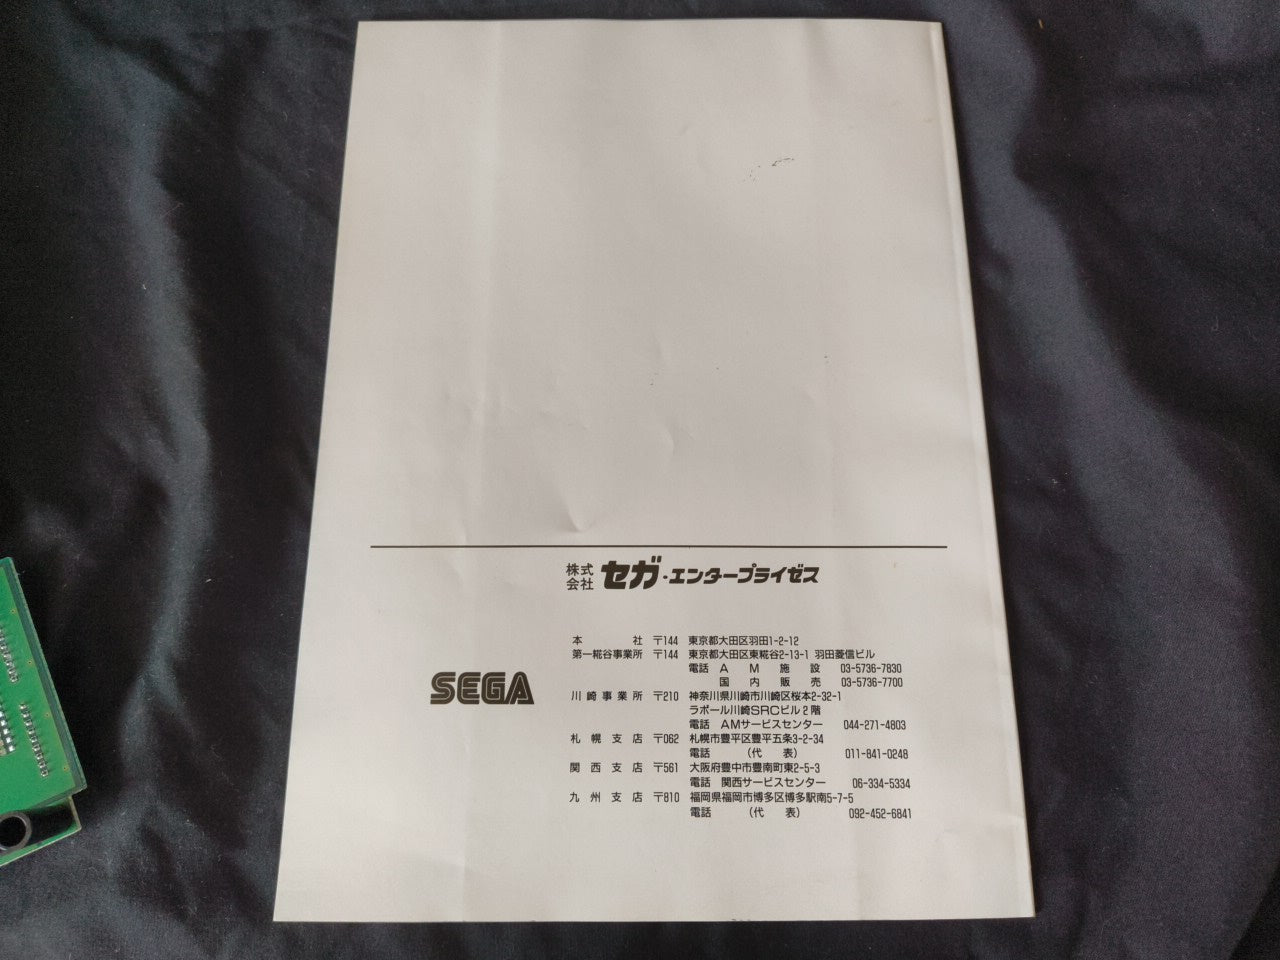 株式会社 セガ・エンタープライゼス
SEGA
本社 〒144 東京都大田区羽田1-2-12
第一糀谷事業所 〒144 東京都大田区東糀谷2-13-1 羽田菱信ビル
電話 AM施設 03-5736-7830
国内販売 03-5736-7700
川崎事業所 〒210 神奈川県川崎市川崎区桜本2-32-1
ラポール川崎SRCビル2階
電話 AMサービスセンター 044-271-4803
札幌支店 〒062 札幌市豊平区豊平五条3-2-34
電話 (代表) 011-841-0248
関西支店 〒561 大阪府豊中市豊南町東2-5-3
電話 関西サービスセンター 06-334-5334
九州支店 〒810 福岡県福岡市博多区博多駅南5-7-5
電話 (代表) 092-452-6841